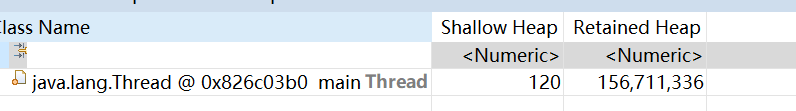 Class Name Shallow Heap Retained Heap
<Numeric> <Numeric>
java.lang.Thread @ 0x826c03b0 main Thread 120 156,711,336